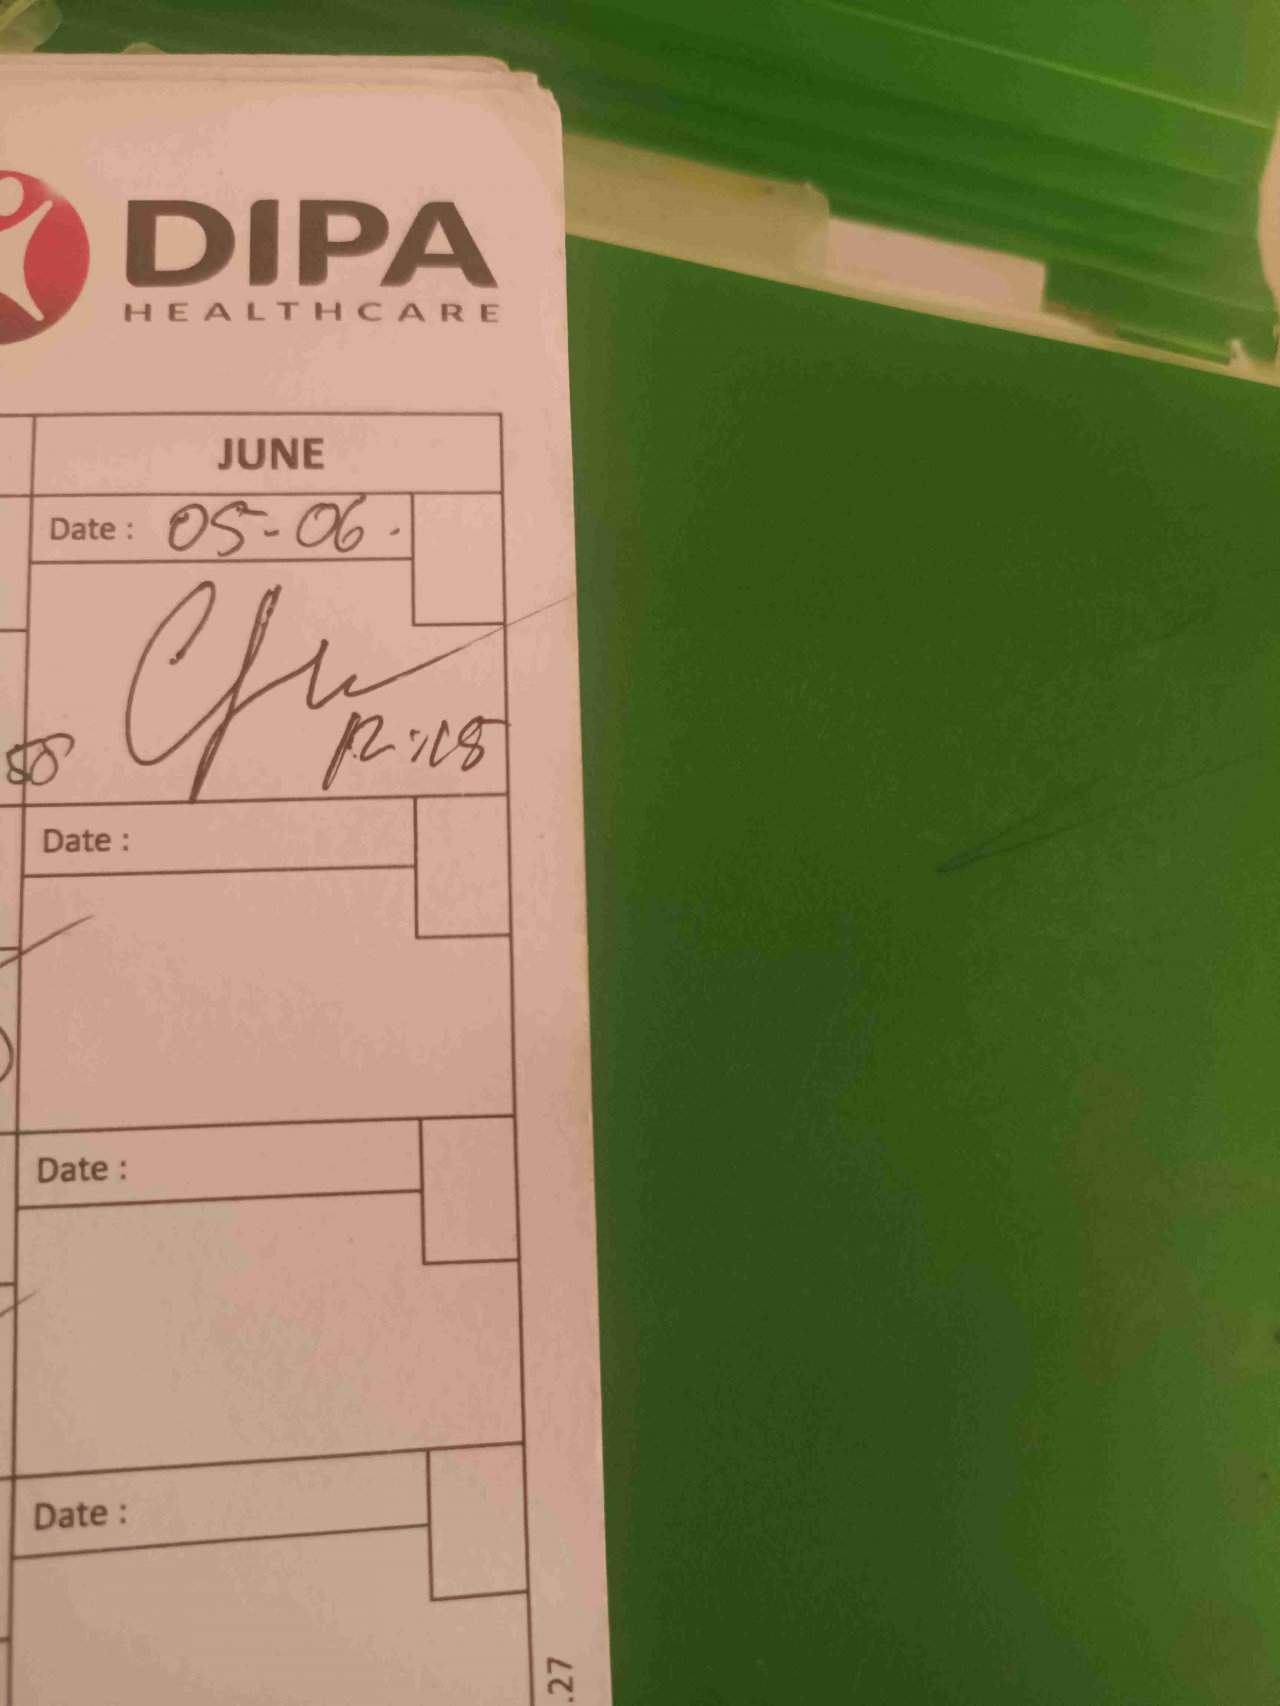 DIPA
HEALTHCARE
JUNE
Date : 05-06.
Date :
Date :
Date :
.27